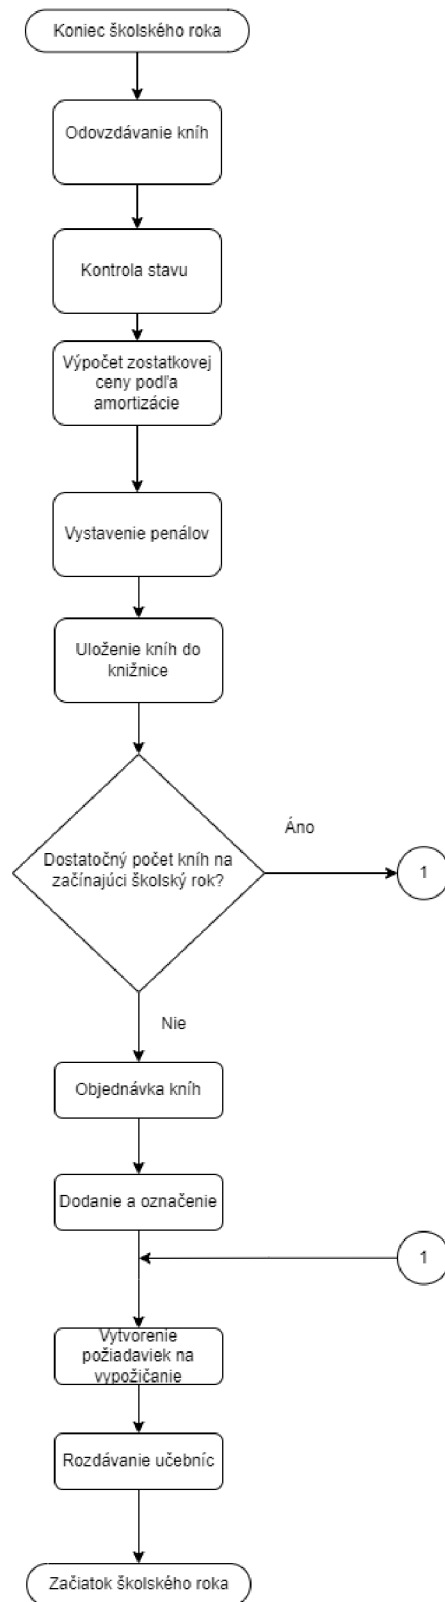 Koniec školského roka
Odovzdávanie kníh
Kontrola stavu
Výpočet zostatkovej
ceny podľa
amortizácie
Vystavenie penálov
Uloženie kníh do
knižnice
Áno
Dostatočný počet kníh na
začínajúci školský rok?
1
Nie
Objednávka kníh
Dodanie a označenie
1
Vytvorenie
požiadaviek na
vypožičanie
Rozdávanie učebníc
Začiatok školského roka